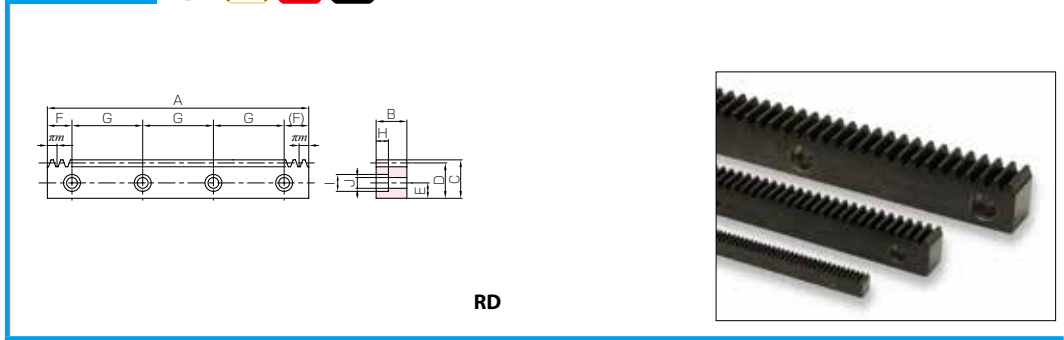 A
F G G G (F)
πm πm
B
H
I J E D C
RD